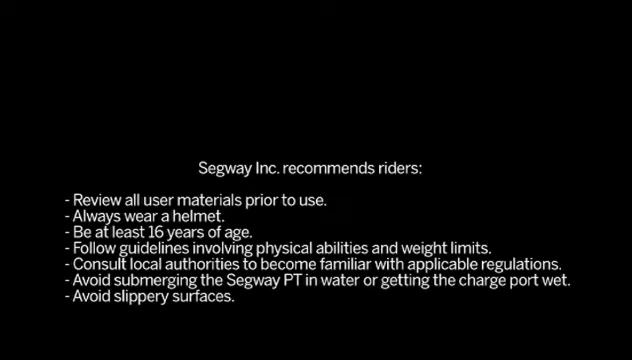 Segway Inc. recommends riders:
- Review all user materials prior to use.
- Always wear a helmet.
- Be at least 16 years of age.
- Follow guidelines involving physical abilities and weight limits.
- Consult local authorities to become familiar with applicable regulations.
- Avoid submerging the Segway PT in water or getting the charge port wet.
- Avoid slippery surfaces.